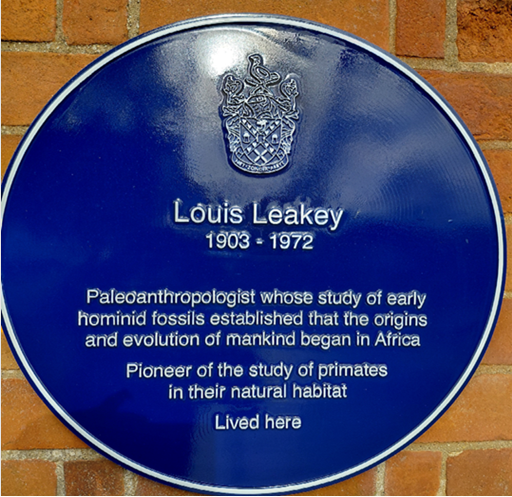 Louis Leakey
1903 - 1972
Paleoanthropologist whose study of early
hominid fossils established that the origins
and evolution of mankind began in Africa
Pioneer of the study of primates
in their natural habitat
Lived here